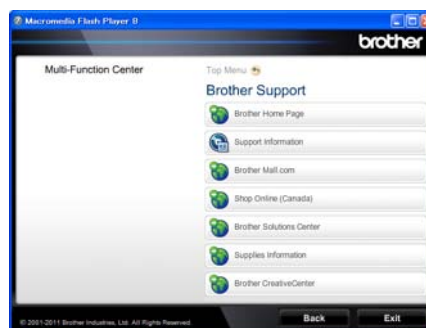 Macromedia Flash Player 8
brother
Multi-Function Center
Top Menu
Brother Support
Brother Home Page
Support Information
Brother Mall.com
Shop Online (Canada)
Brother Solutions Center
Supplies Information
Brother CreativeCenter
© 2001-2011 Brother Industries, Ltd. All Rights Reserved
Back
Exit